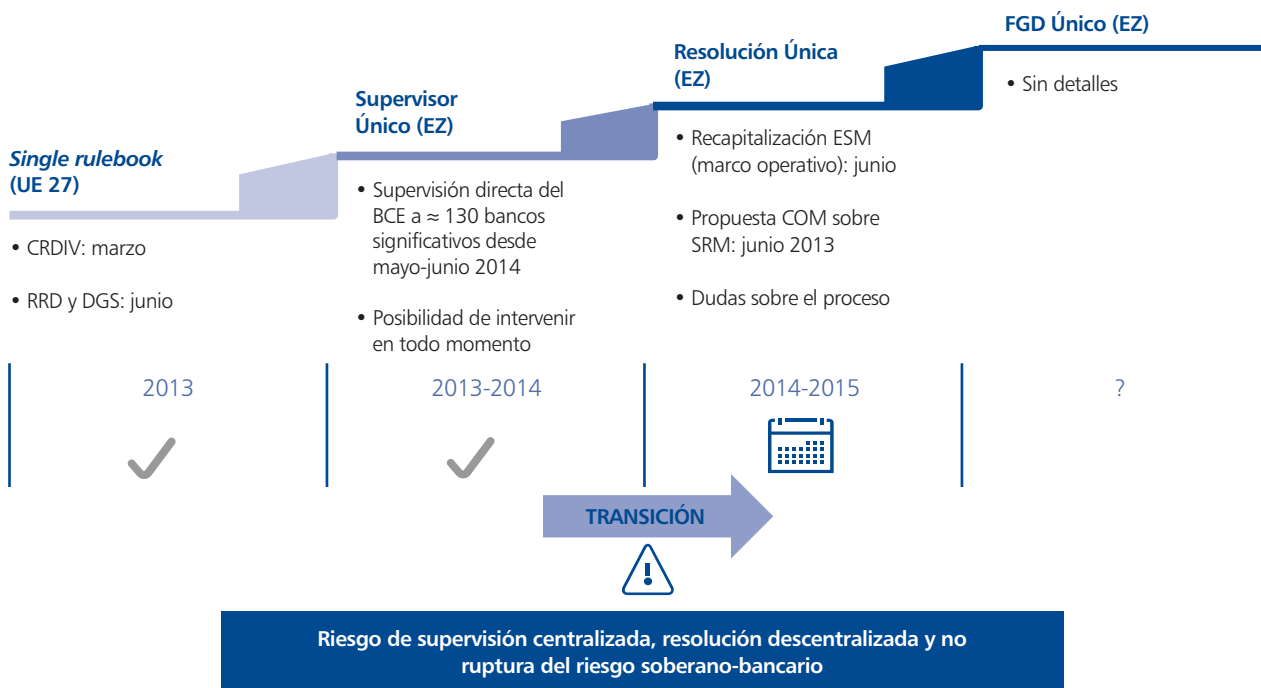 Single rulebook
(UE 27)
• CRDIV: marzo
• RRD y DGS: junio
Supervisor
Único (EZ)
• Supervisión directa del
BCE a ≈ 130 bancos
significativos desde
mayo-junio 2014
• Posibilidad de intervenir
en todo momento
Resolución Única
(EZ)
• Recapitalización ESM
(marco operativo): junio
• Propuesta COM sobre
SRM: junio 2013
• Dudas sobre el proceso
FGD Único (EZ)
• Sin detalles
2013
2013-2014
2014-2015
?
TRANSICIÓN
!
Riesgo de supervisión centralizada, resolución descentralizada y no
ruptura del riesgo soberano-bancario